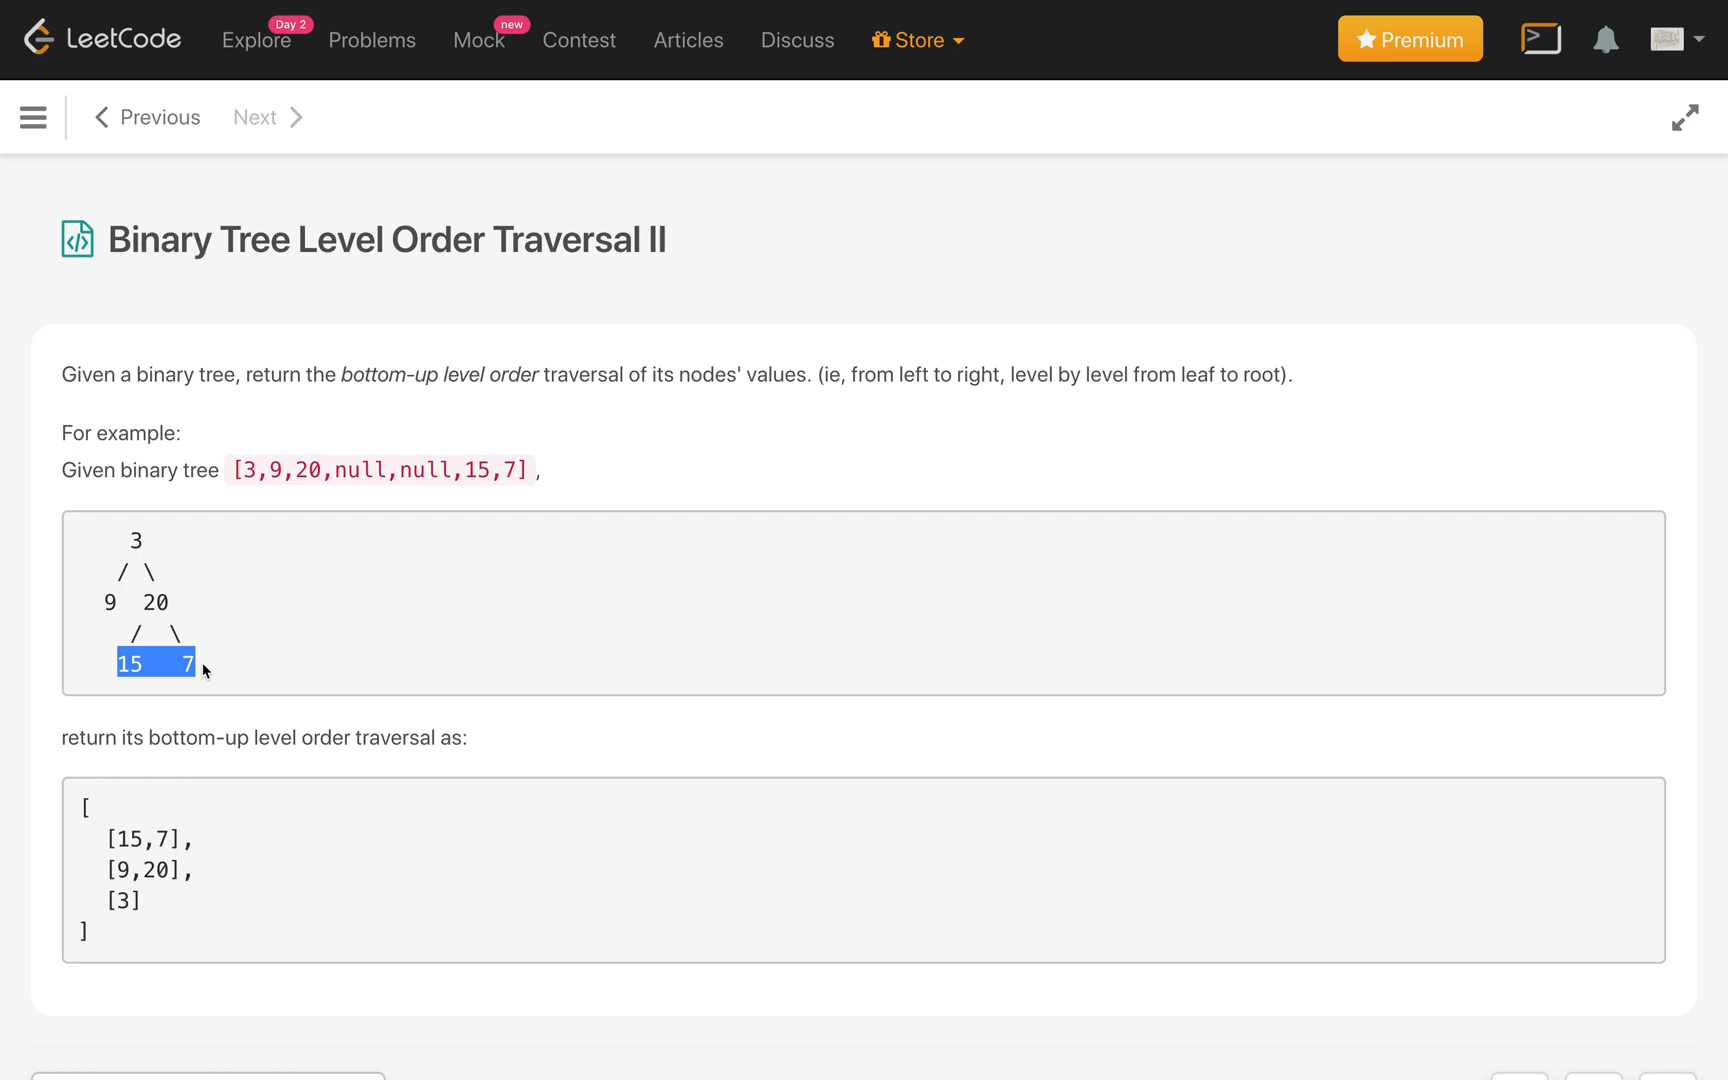 LeetCode Explore Day 2 Problems Mock new Contest Articles Discuss Store Premium
Previous Next
Binary Tree Level Order Traversal II
Given a binary tree, return the bottom-up level order traversal of its nodes' values. (ie, from left to right, level by level from leaf to root).
For example:
Given binary tree [3,9,20,null,null,15,7],
3
/ \
9 20
/ \
15 7
return its bottom-up level order traversal as:
[
[15,7],
[9,20],
[3]
]